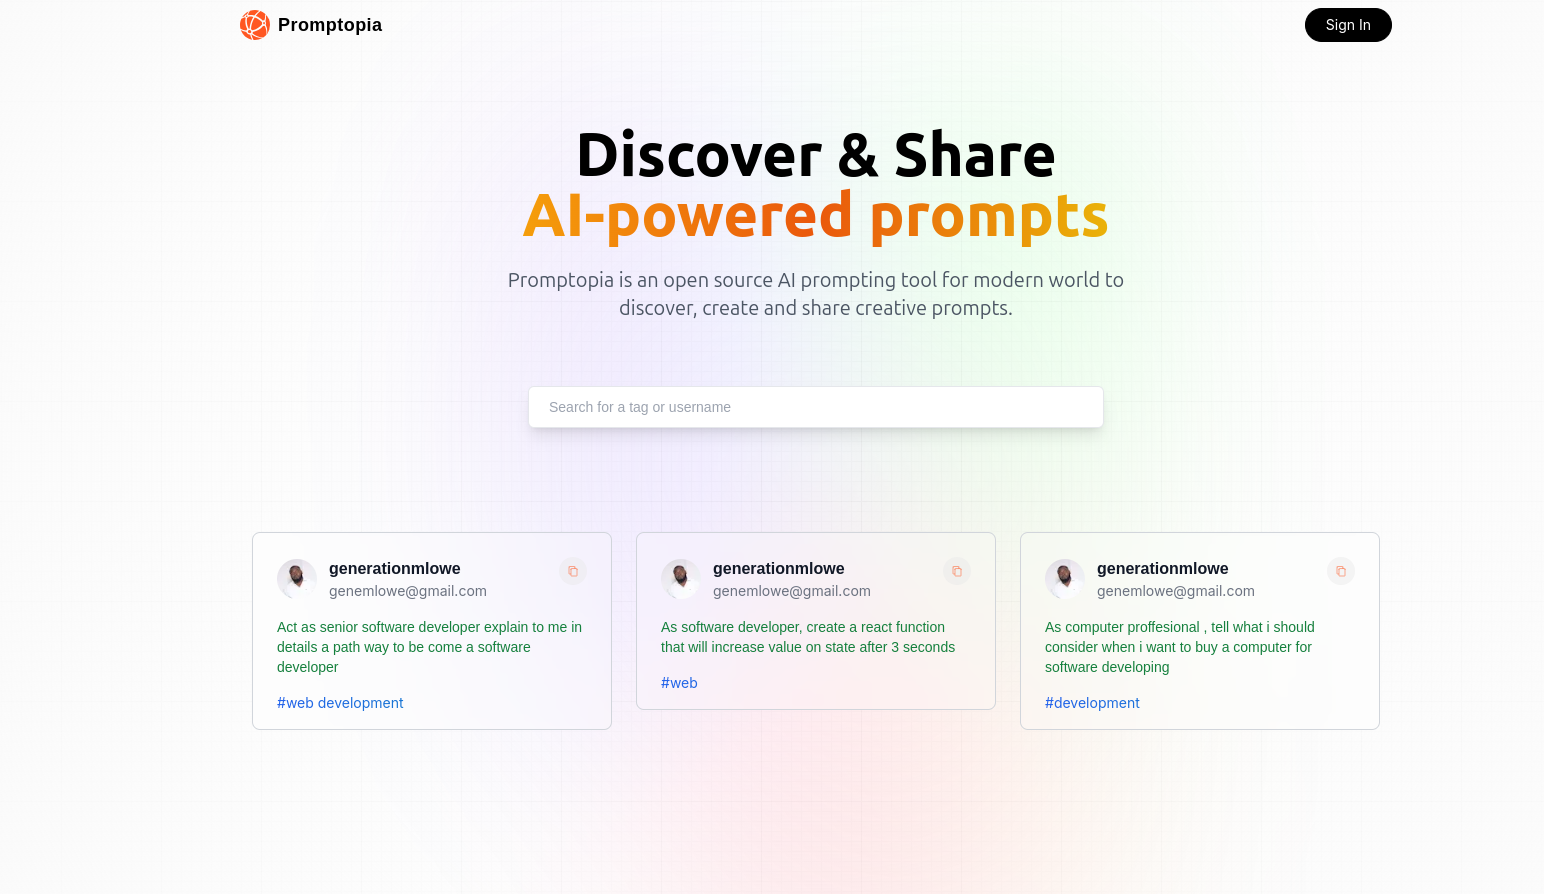 Promptopia
Sign In
Discover & Share
AI-powered prompts
Promptopia is an open source AI prompting tool for modern world to
discover, create and share creative prompts.
Search for a tag or username
generationmlowe
genemlowe@gmail.com
Act as senior software developer explain to me in
details a path way to be come a software
developer
#web development
generationmlowe
genemlowe@gmail.com
As software developer, create a react function
that will increase value on state after 3 seconds
#web
generationmlowe
genemlowe@gmail.com
As computer proffesional , tell what i should
consider when i want to buy a computer for
software developing
#development